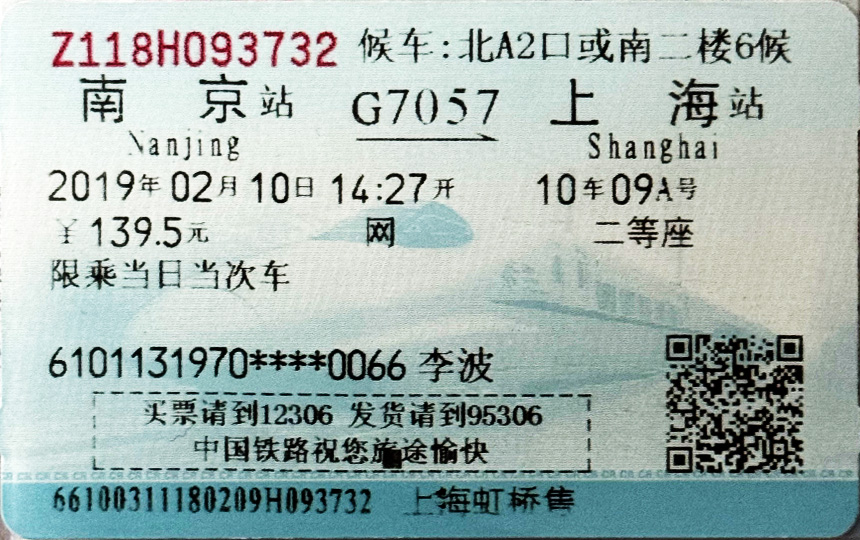 Z118H093732 候车:北A2口或南二楼6候
南京站 G7057 上海站
Nanjing Shanghai
2019年02月10日14:27开 10车09A号
￥139.5元 网 二等座
限乘当日当次车
6101131970****0066 李波
买票请到12306 发货请到95306
中国铁路祝您旅途愉快
66100311180209H093732 上海虹桥售